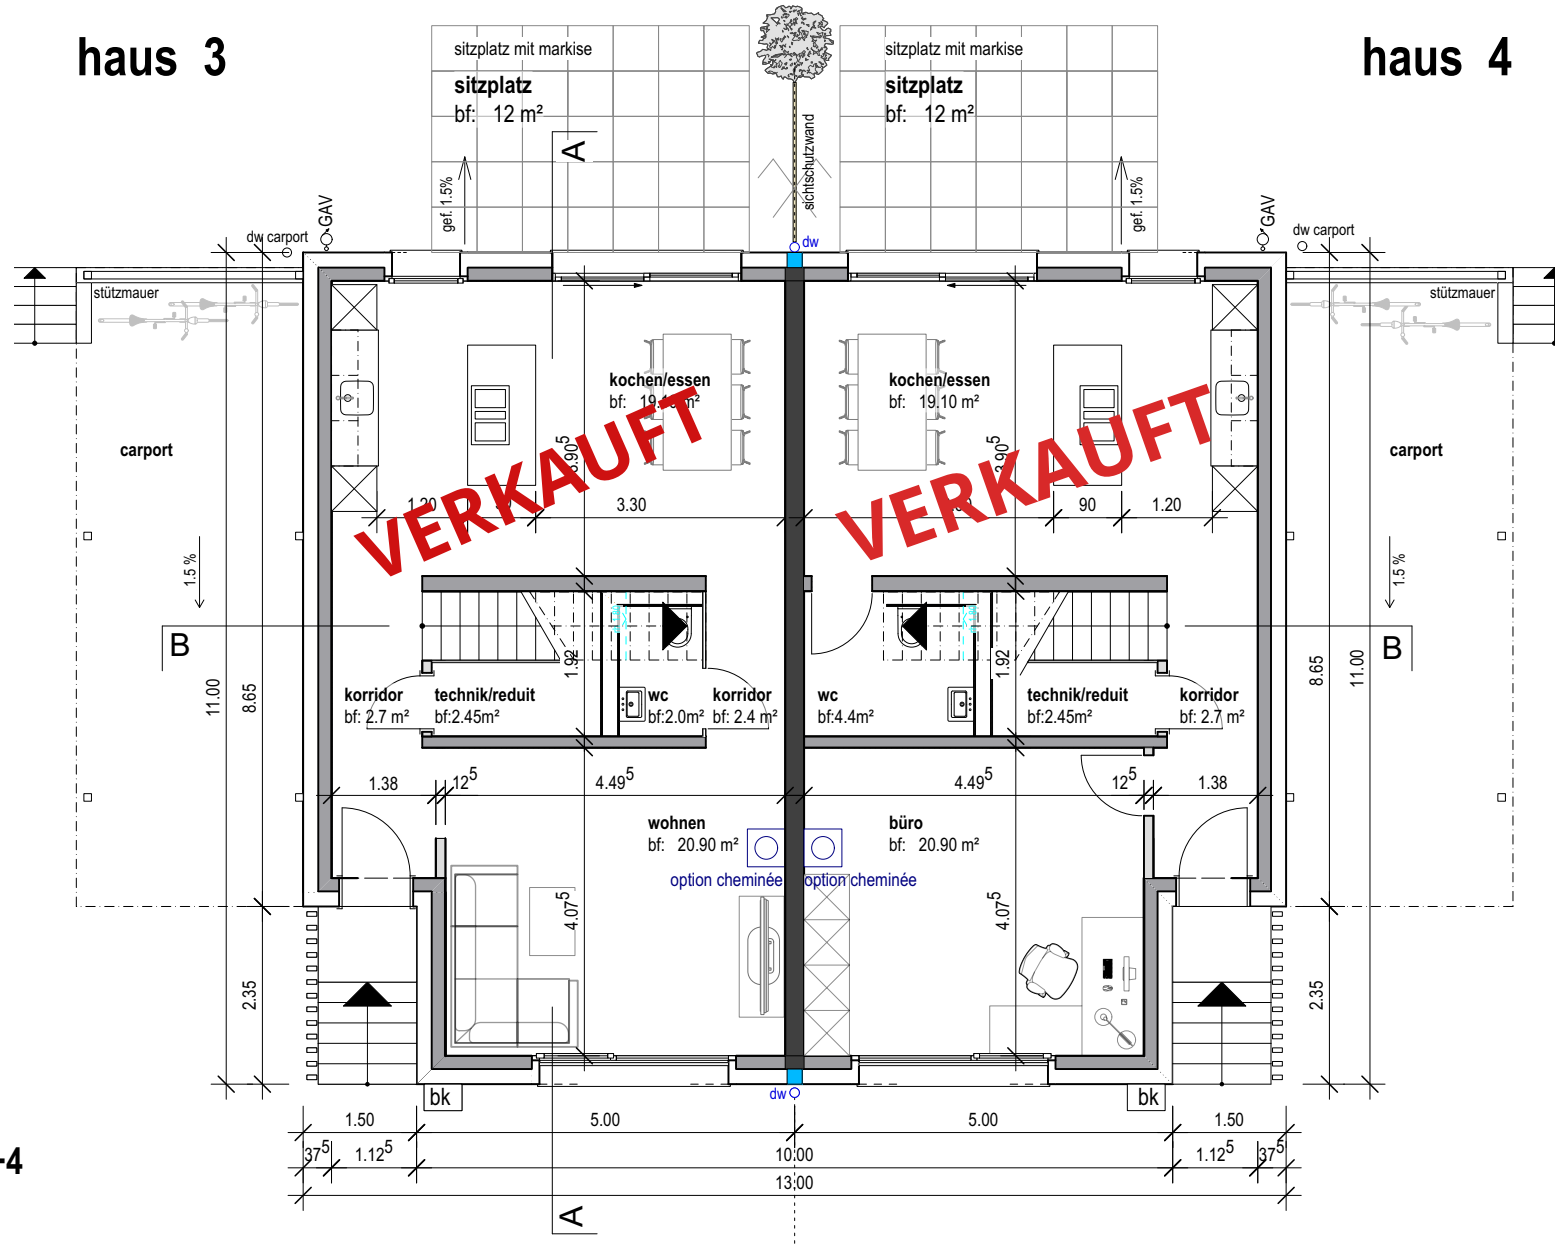 haus 3
haus 4
sitzplatz mit markise
sitzplatz
bf: 12 m²
sitzplatz mit markise
sitzplatz
bf: 12 m²
sichtschutzwand
A
gef. 1.5%
gef. 1.5%
GAV
GAV
dw carport
dw carport
dw
stützmauer
stützmauer
kochen/essen
bf: 19.10 m²
kochen/essen
bf: 19.10 m²
VERKAUFT
VERKAUFT
carport
carport
3.90⁵
3.90⁵
1.20
3.30
90
1.20
1.5 %
1.5 %
B
B
1.92
1.92
korridor
bf: 2.7 m²
technik/reduit
bf:2.45m²
wc
bf:2.0m²
korridor
bf: 2.4 m²
wc
bf:4.4m²
technik/reduit
bf:2.45m²
korridor
bf: 2.7 m²
11.00
8.65
8.65
11.00
1.38
12⁵
4.49⁵
4.49⁵
12⁵
1.38
wohnen
bf: 20.90 m²
büro
bf: 20.90 m²
option cheminée
option cheminée
4.07⁵
4.07⁵
2.35
2.35
bk
dw
bk
1.50
5.00
5.00
1.50
37⁵
1.12⁵
10.00
1.12⁵
37⁵
13.00
-4
A